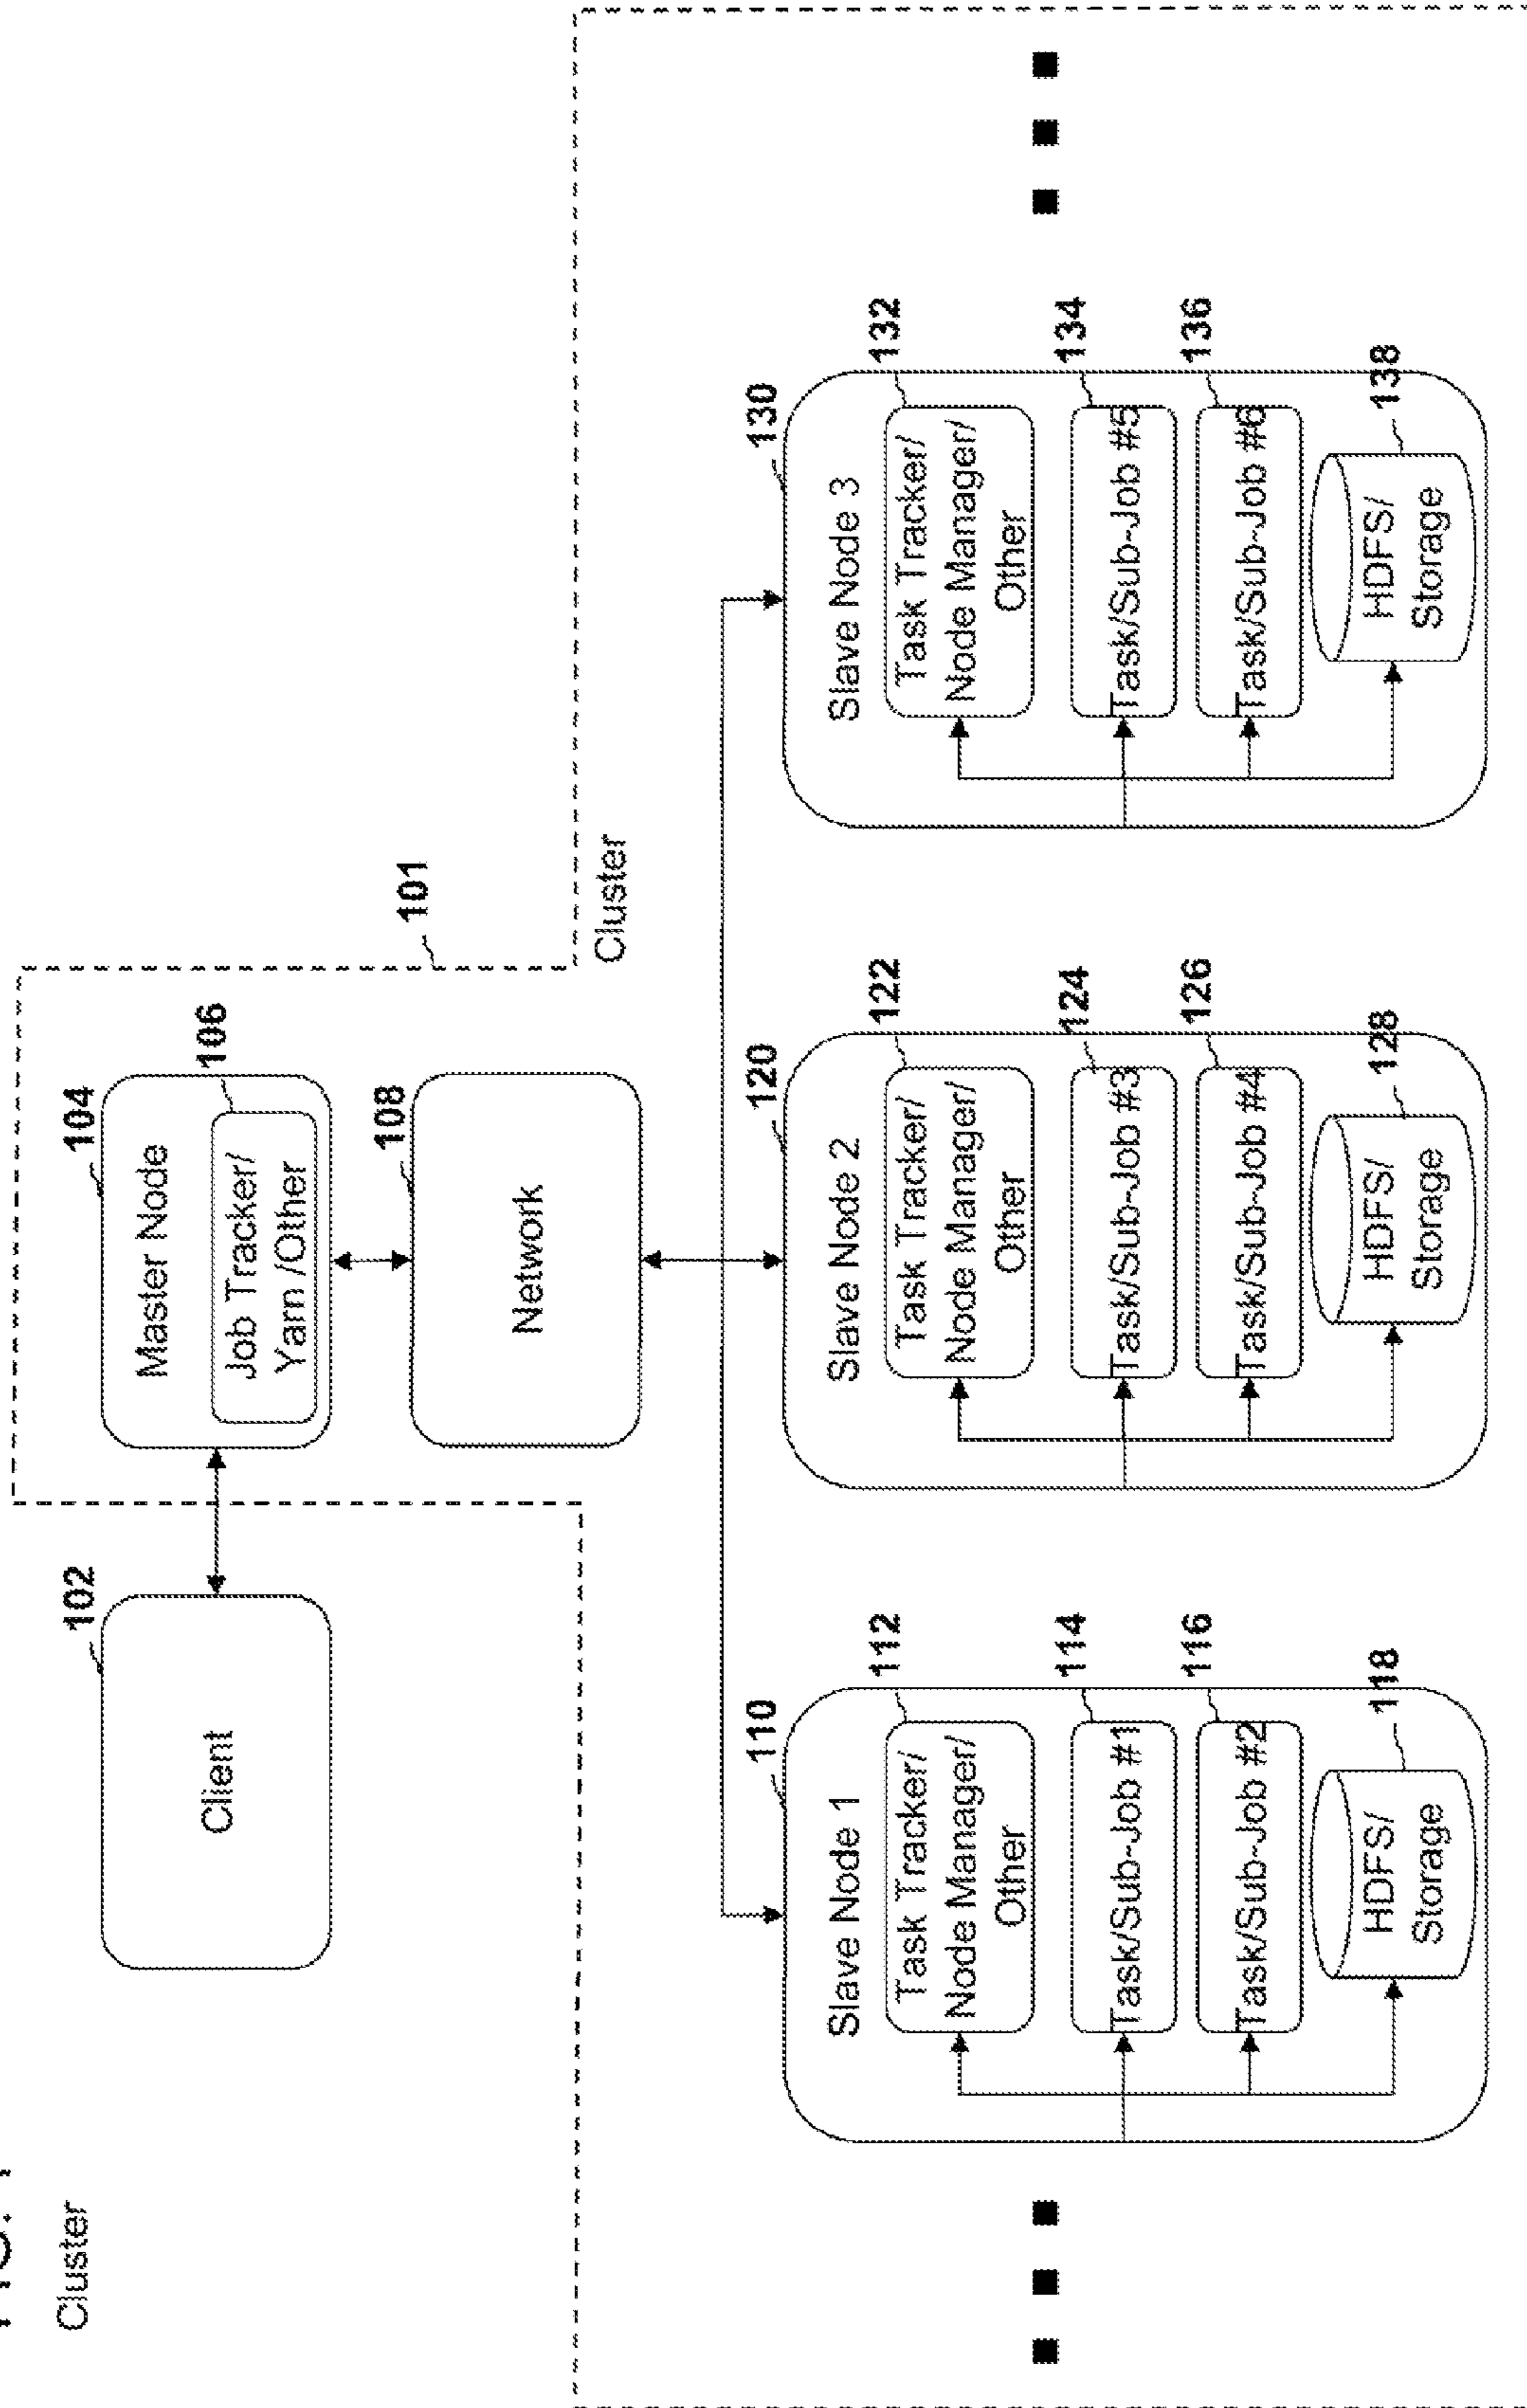 Cluster
102
Client
104
Master Node
106
Job Tracker/
Yarn /Other
101
108
Network
Cluster
110
Slave Node 1
112
Task Tracker/
Node Manager/
Other
114
Task/Sub-Job #1
116
Task/Sub-Job #2
118
HDFS/
Storage
120
Slave Node 2
122
Task Tracker/
Node Manager/
Other
124
Task/Sub-Job #3
126
Task/Sub-Job #4
128
HDFS/
Storage
130
Slave Node 3
132
Task Tracker/
Node Manager/
Other
134
Task/Sub-Job #5
136
Task/Sub-Job #6
138
HDFS/
Storage